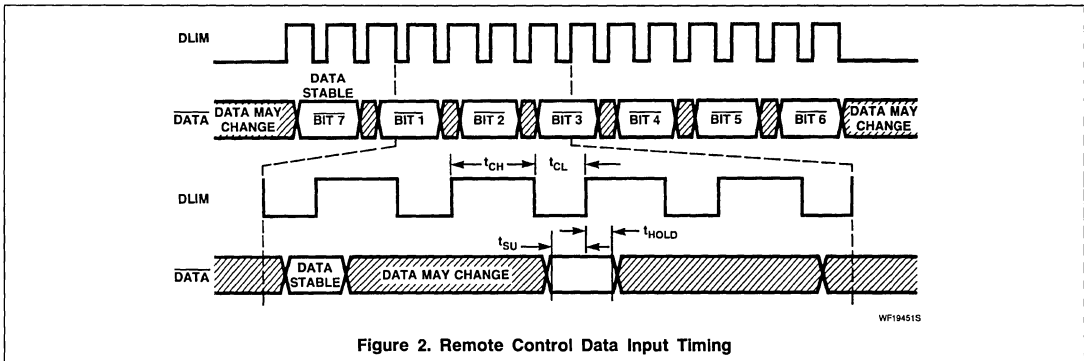 DLIM
DATA
STABLE
DATA
DATA MAY
CHANGE
BIT 7
BIT 1
BIT 2
BIT 3
BIT 4
BIT 5
BIT 6
DATA MAY
CHANGE
tCH
tCL
DLIM
tSU
tHOLD
DATA
DATA
STABLE
DATA MAY CHANGE
WF19451S
Figure 2. Remote Control Data Input Timing